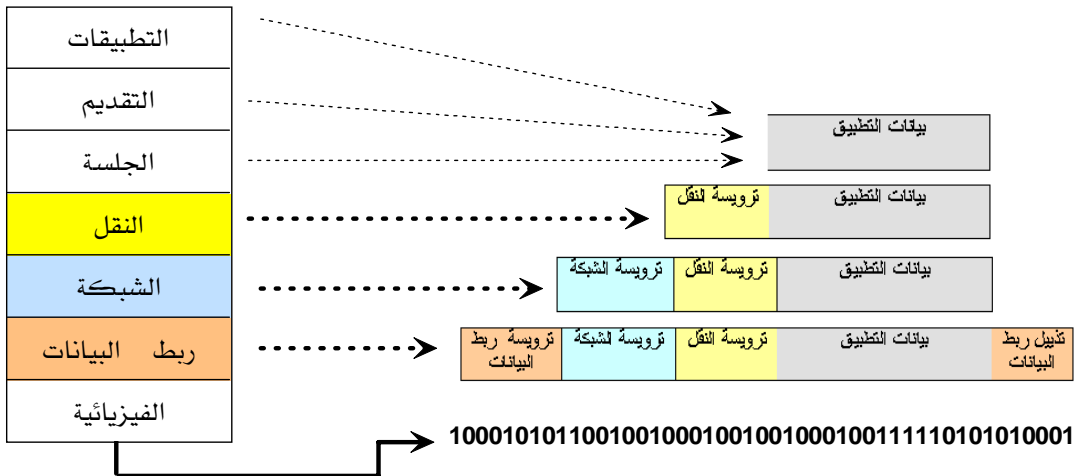 التطبيقات
التقديم
الجلسة
النقل
الشبكة
ربط البيانات
الفيزيائية
بيانات التطبيق
ترويسة النقل
بيانات التطبيق
ترويسة الشبكة
ترويسة النقل
بيانات التطبيق
ترويسة ربط
البيانات
ترويسة الشبكة
ترويسة النقل
بيانات التطبيق
تذييل ربط
البيانات
1000101011001001000100100100010011111010101010001